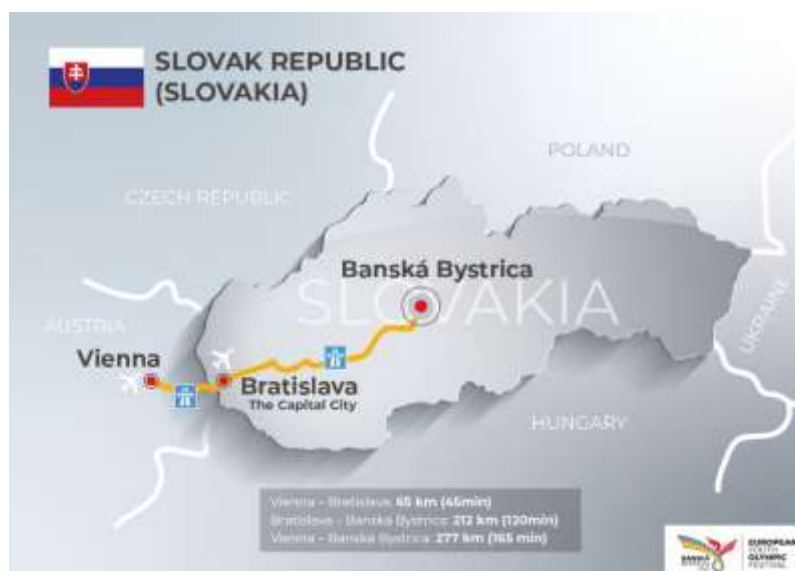 SLOVAK REPUBLIC
(SLOVAKIA)
POLAND
CZECH REPUBLIC
Banská Bystrica
SLOVAKIA
UKRAINE
AUSTRIA
Vienna
Bratislava
The Capital City
HUNGARY
Vienna - Bratislava: 65 km (45min)
Bratislava - Banská Bystrica: 212 km (120min)
Vienna - Banská Bystrica: 277 km (165 min)
BANSKÁ
EUROPEAN
YOUTH
OLYMPIC
FESTIVAL